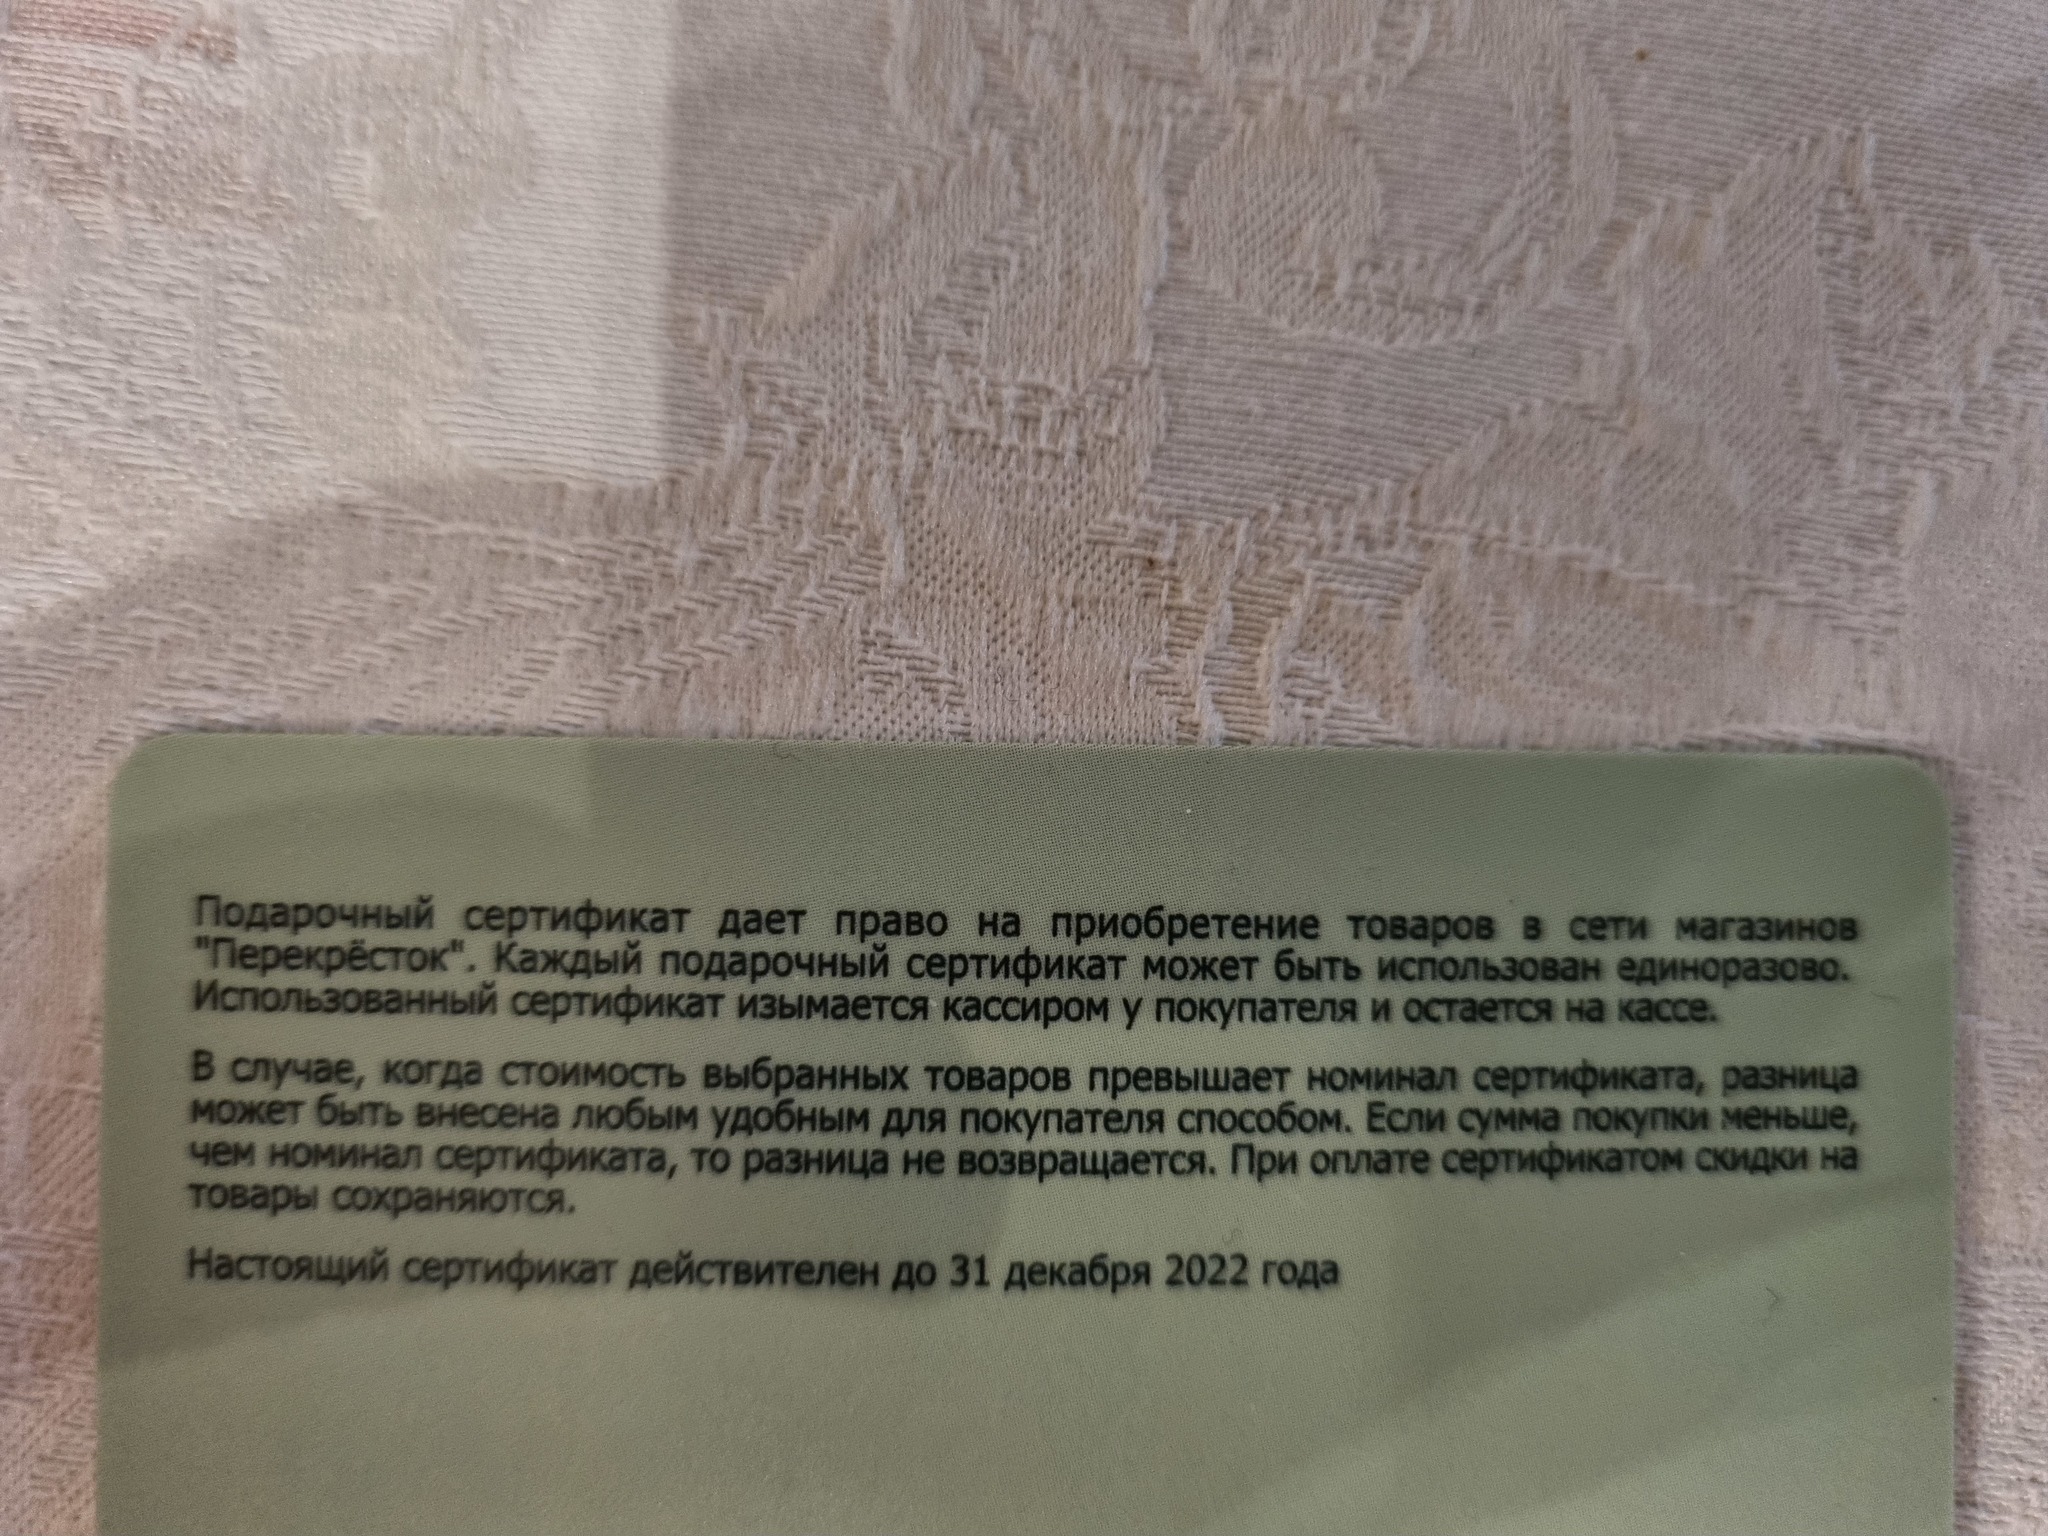 Подарочный сертификат дает право на приобретение товаров в сети магазинов
"Перекрёсток". Каждый подарочный сертификат может быть использован единоразово.
Использованный сертификат изымается кассиром у покупателя и остается на кассе.
В случае, когда стоимость выбранных товаров превышает номинал сертификата, разница
может быть внесена любым удобным для покупателя способом. Если сумма покупки меньше,
чем номинал сертификата, то разница не возвращается. При оплате сертификатом скидки на
товары сохраняются.
Настоящий сертификат действителен до 31 декабря 2022 года